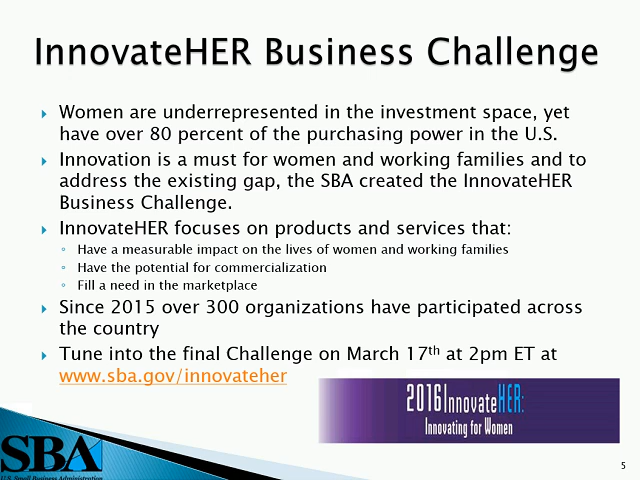 InnovateHER Business Challenge
Women are underrepresented in the investment space, yet
have over 80 percent of the purchasing power in the U.S.
Innovation is a must for women and working families and to
address the existing gap, the SBA created the InnovateHER
Business Challenge.
InnovateHER focuses on products and services that:
Have a measurable impact on the lives of women and working families
Have the potential for commercialization
Fill a need in the marketplace
Since 2015 over 300 organizations have participated across
the country
Tune into the final Challenge on March 17th at 2pm ET at
www.sba.gov/innovateher
2016InnovateHER:
Innovating for Women
SBA
U.S. Small Business Administration
5